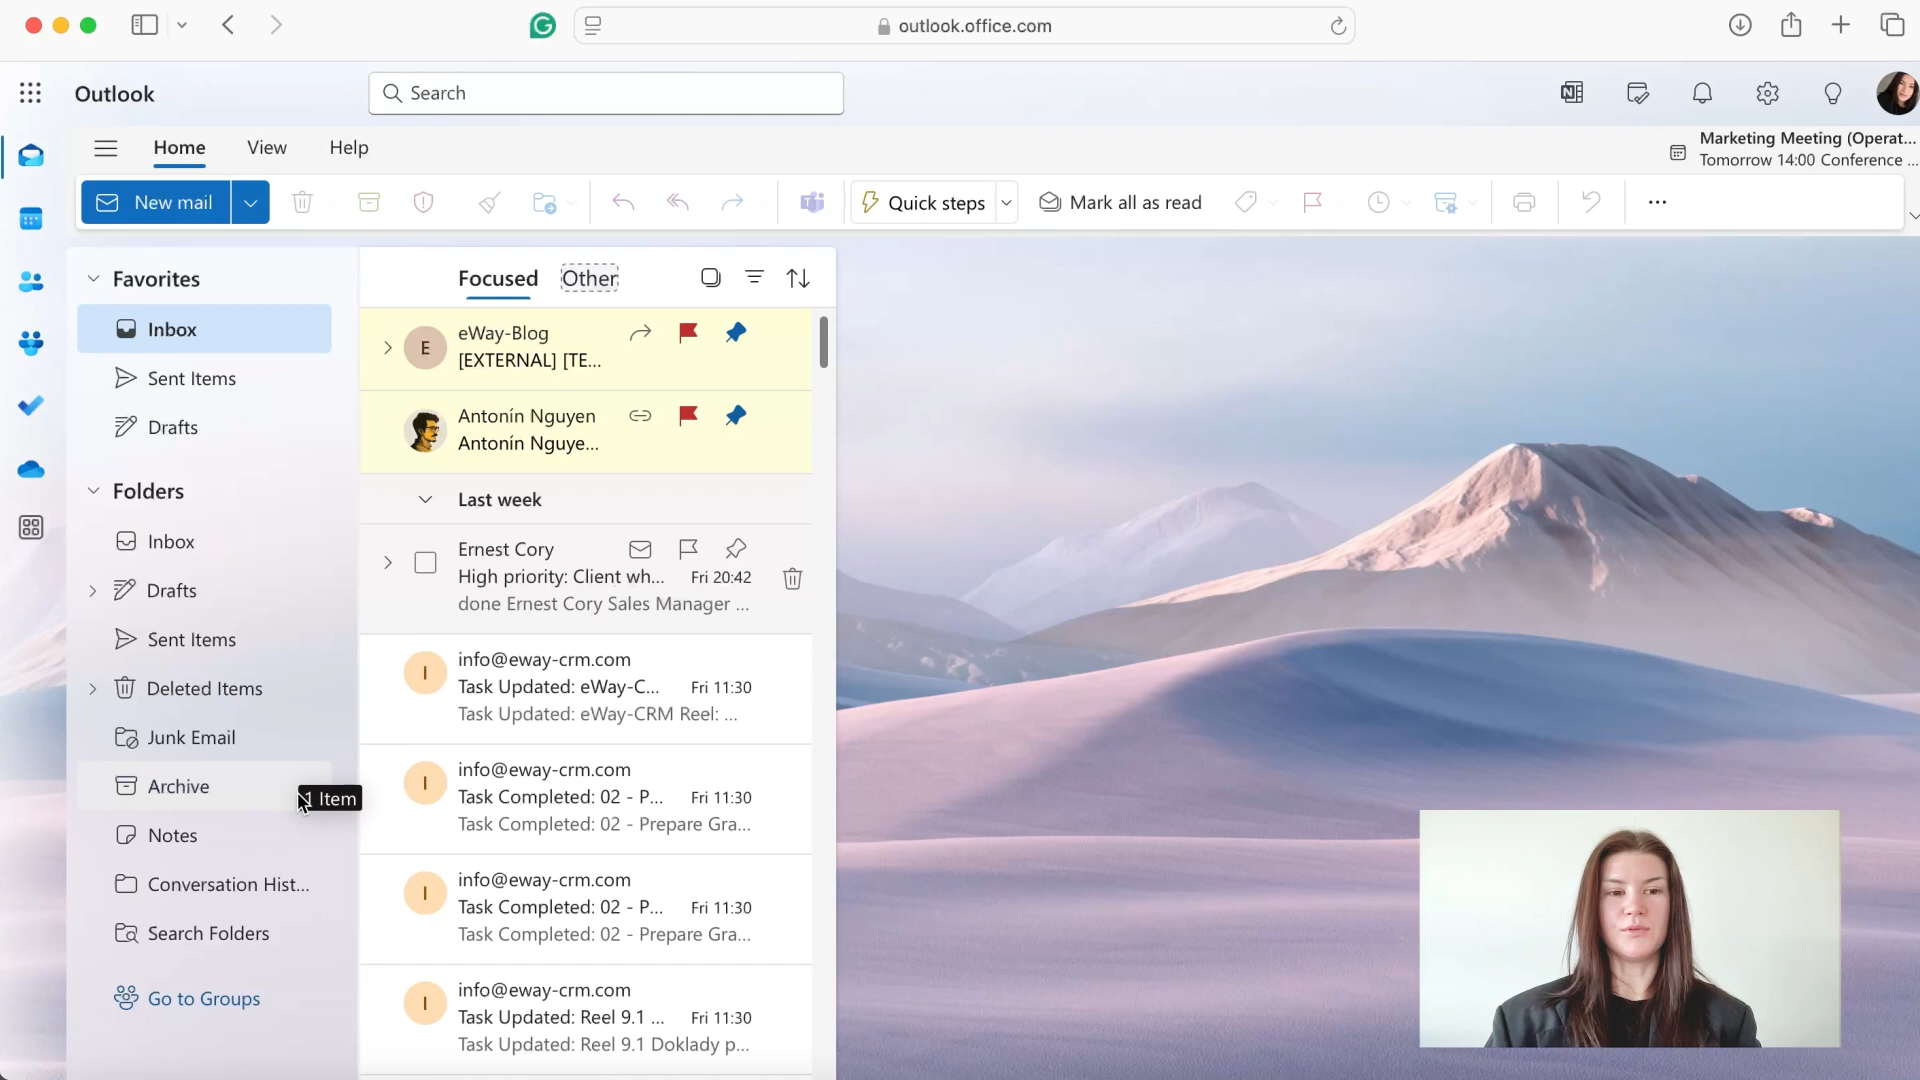 outlook.office.com
Outlook
Search
Home
View
Help
Marketing Meeting (Operat...
Tomorrow 14:00 Conference ...
New mail
Quick steps
Mark all as read
Favorites
Inbox
Sent Items
Drafts
Folders
Inbox
Drafts
Sent Items
Deleted Items
Junk Email
Archive
1 Item
Notes
Conversation Hist...
Search Folders
Go to Groups
Focused
Other
E
eWay-Blog
[EXTERNAL] [TE...
Antonín Nguyen
Antonín Nguye...
Last week
Ernest Cory
High priority: Client wh...
Fri 20:42
done Ernest Cory Sales Manager ...
I
info@eway-crm.com
Task Updated: eWay-C...
Fri 11:30
Task Updated: eWay-CRM Reel: ...
I
info@eway-crm.com
Task Completed: 02 - P...
Fri 11:30
Task Completed: 02 - Prepare Gra...
I
info@eway-crm.com
Task Completed: 02 - P...
Fri 11:30
Task Completed: 02 - Prepare Gra...
I
info@eway-crm.com
Task Updated: Reel 9.1 ...
Fri 11:30
Task Updated: Reel 9.1 Doklady p...